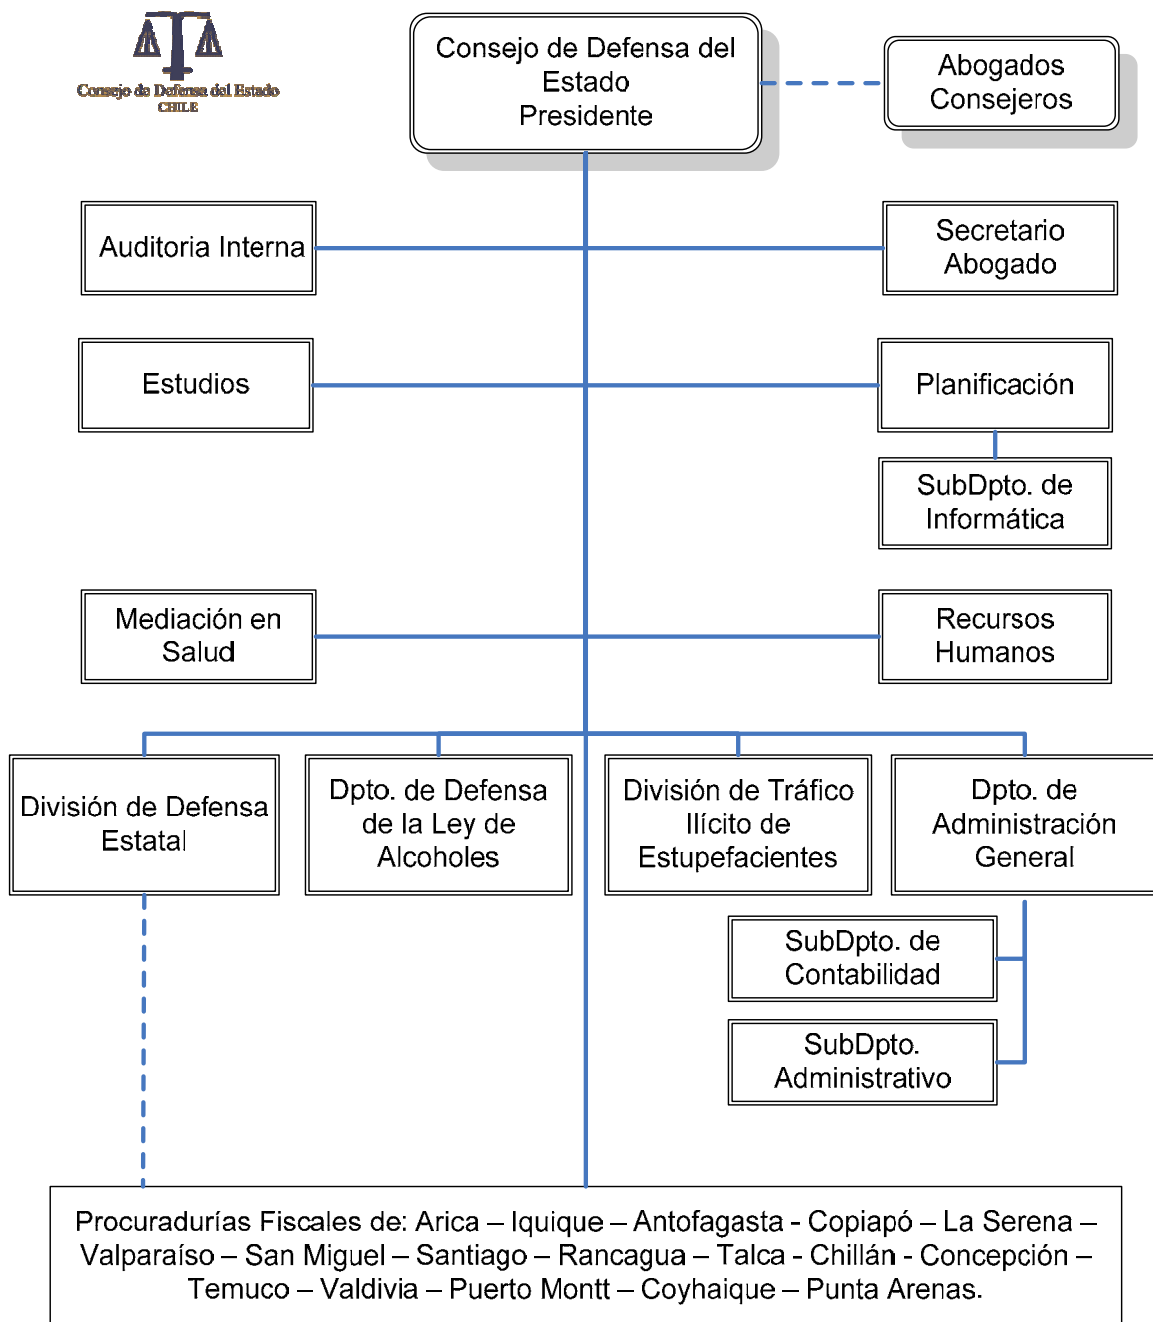 Consejo de Defensa del Estado
CHILE
Consejo de Defensa del
Estado
Presidente
Abogados
Consejeros
Auditoria Interna
Secretario
Abogado
Estudios
Planificación
SubDpto. de
Informática
Mediación en
Salud
Recursos
Humanos
División de Defensa
Estatal
Dpto. de Defensa
de la Ley de
Alcoholes
División de Tráfico
Ilícito de
Estupefacientes
Dpto. de
Administración
General
SubDpto. de
Contabilidad
SubDpto.
Administrativo
Procuradurías Fiscales de: Arica – Iquique – Antofagasta - Copiapó – La Serena –
Valparaíso – San Miguel – Santiago – Rancagua – Talca - Chillán - Concepción –
Temuco – Valdivia – Puerto Montt – Coyhaique – Punta Arenas.